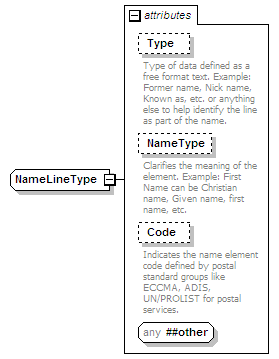 attributes
Type
Type of data defined as a
free format text. Example:
Former name, Nick name,
Known as, etc. or anything
else to help identify the line
as part of the name.
NameType
Clarifies the meaning of the
element. Example: First
Name can be Christian
name, Given name, first
name, etc.
NameLineType
Code
Indicates the name element
code defined by postal
standard groups like
ECCMA, ADIS,
UN/PROLIST for postal
services.
any ##other